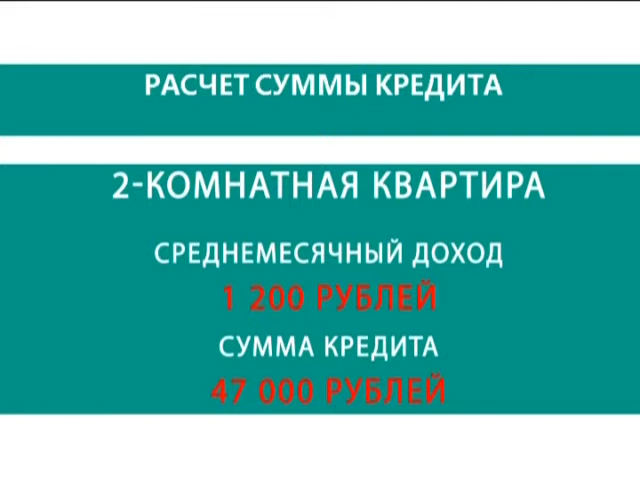 РАСЧЕТ СУММЫ КРЕДИТА
2-КОМНАТНАЯ КВАРТИРА
СРЕДНЕМЕСЯЧНЫЙ ДОХОД
1 200 РУБЛЕЙ
СУММА КРЕДИТА
47 000 РУБЛЕЙ